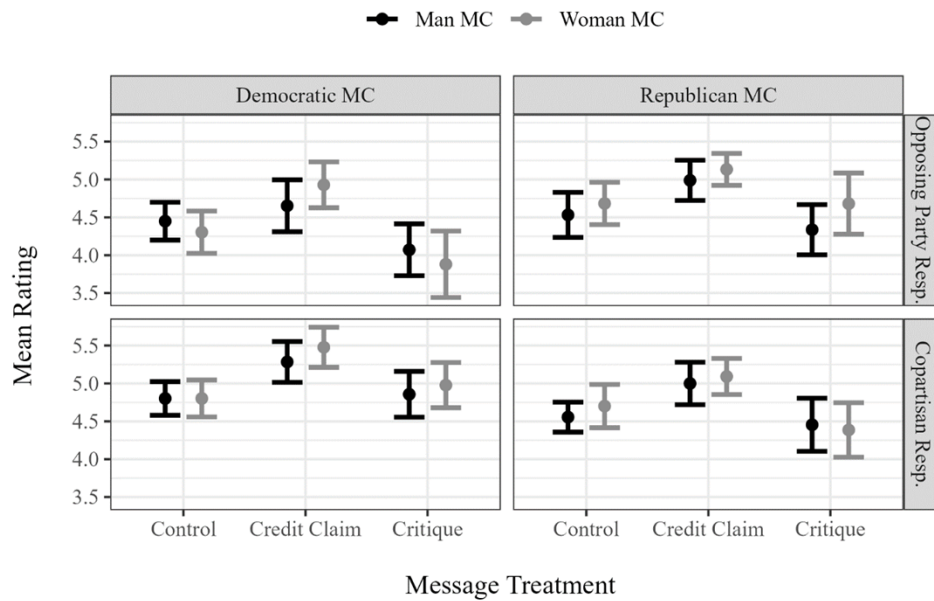 Man MC Woman MC
Democratic MC Republican MC
Opposing Party Resp.
5.5
5.0
4.5
4.0
3.5
Mean Rating
Copartisan Resp.
5.5
5.0
4.5
4.0
3.5
Control Credit Claim Critique Control Credit Claim Critique
Message Treatment